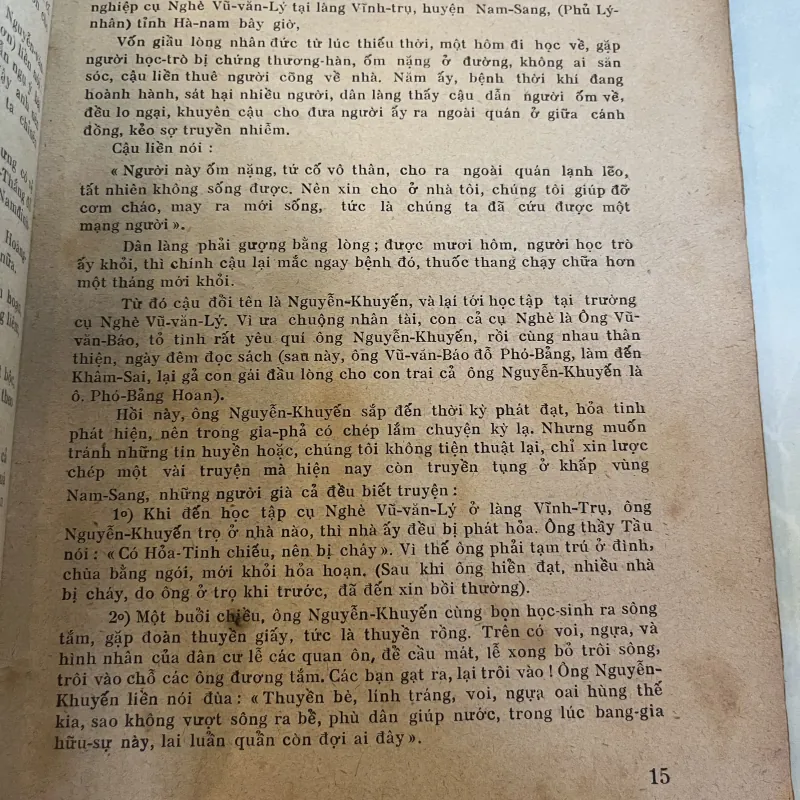 nghiệp cụ Nghè Vũ-văn-Lý tại làng Vĩnh-trụ, huyện Nam-Sang, (Phủ Lý-
nhân) tỉnh Hà-nam bây giờ,
Vốn giầu lòng nhân đức từ lúc thiếu thời, một hôm đi học về, gặp
người học-trò bị chứng thương-hàn, ốm nặng ở đường, không ai săn
sóc, cậu liền thuê người cõng về nhà. Năm ấy, bệnh thời khí đang
hoành hành, sát hại nhiều người, dân làng thấy cậu dẫn người ốm về,
đều lo ngại, khuyên cậu cho đưa người ấy ra ngoài quán ở giữa cánh
đồng, kẻo sợ truyền nhiễm.
Cậu liền nói :
« Người này ốm nặng, tứ cố vô thân, cho ra ngoài quán lạnh lẽo,
tất nhiên không sống được. Nên xin cho ở nhà tôi, chúng tôi giúp đỡ
cơm cháo, may ra mới sống, tức là chúng ta đã cứu được một
mạng người ».
Dân làng phải gượng bằng lòng ; được mươi hôm, người học trò
ấy khỏi, thì chính cậu lại mắc ngay bệnh đó, thuốc thang chạy chữa hơn
một tháng mới khỏi.
Từ đó cậu đổi tên là Nguyễn-Khuyến, và lại tới học tập tại trường
cụ Nghè Vũ-văn-Lý. Vì ưa chuộng nhân tài, con cả cụ Nghè là Ông Vũ-
văn-Báo, tỏ tình rất yêu quí ông Nguyễn-Khuyến, rồi cùng nhau thân
thiện, ngày đêm đọc sách (sau này, ông Vũ-văn-Báo đỗ Phó-Bảng, làm đến
Khâm-Sai, lại gả con gái đầu lòng cho con trai cả ông Nguyễn-Khuyến là
ô. Phó-Bảng Hoan).
Hồi này, ông Nguyễn-Khuyến sắp đến thời kỳ phát đạt, hỏa tinh
phát hiện, nên trong gia-phả có chép lắm chuyện kỳ lạ. Nhưng muốn
tránh những tin huyền hoặc, chúng tôi không tiện thuật lại, chỉ xin lược
chép một vài truyện mà hiện nay còn truyền tụng ở khắp vùng
Nam-Sang, những người già cả đều biết truyện :
1o) Khi đến học tập cụ Nghè Vũ-văn-Lý ở làng Vĩnh-Trụ, ông
Nguyễn-Khuyến trọ ở nhà nào, thì nhà ấy đều bị phát hỏa. Ông thầy Tầu
nói : « Có Hỏa-Tinh chiếu, nên bị cháy ». Vì thế ông phải tạm trú ở đình,
chùa bằng ngói, mới khỏi hỏa hoạn. (Sau khi ông hiển đạt, nhiều nhà
bị cháy, do ông ở trọ khi trước, đã đến xin bồi thường).
2o) Một buổi chiều, ông Nguyễn-Khuyến cùng bọn học-sinh ra sông
tắm, gặp đoàn thuyền giấy, tức là thuyền rồng. Trên có voi, ngựa, và
hình nhân của dân cư lễ các quan ôn, để cầu mát, lễ xong bỏ trôi sông,
trôi vào chỗ các ông đương tắm. Các bạn gạt ra, lại trôi vào ! Ông Nguyễn-
Khuyến liền nói đùa : « Thuyền bè, lính tráng, voi, ngựa oai hùng thế
kia, sao không vượt sông ra bể, phù dân giúp nước, trong lúc bang-gia
hữu-sự này, lai luẩn quẩn còn đợi ai đây ».
15